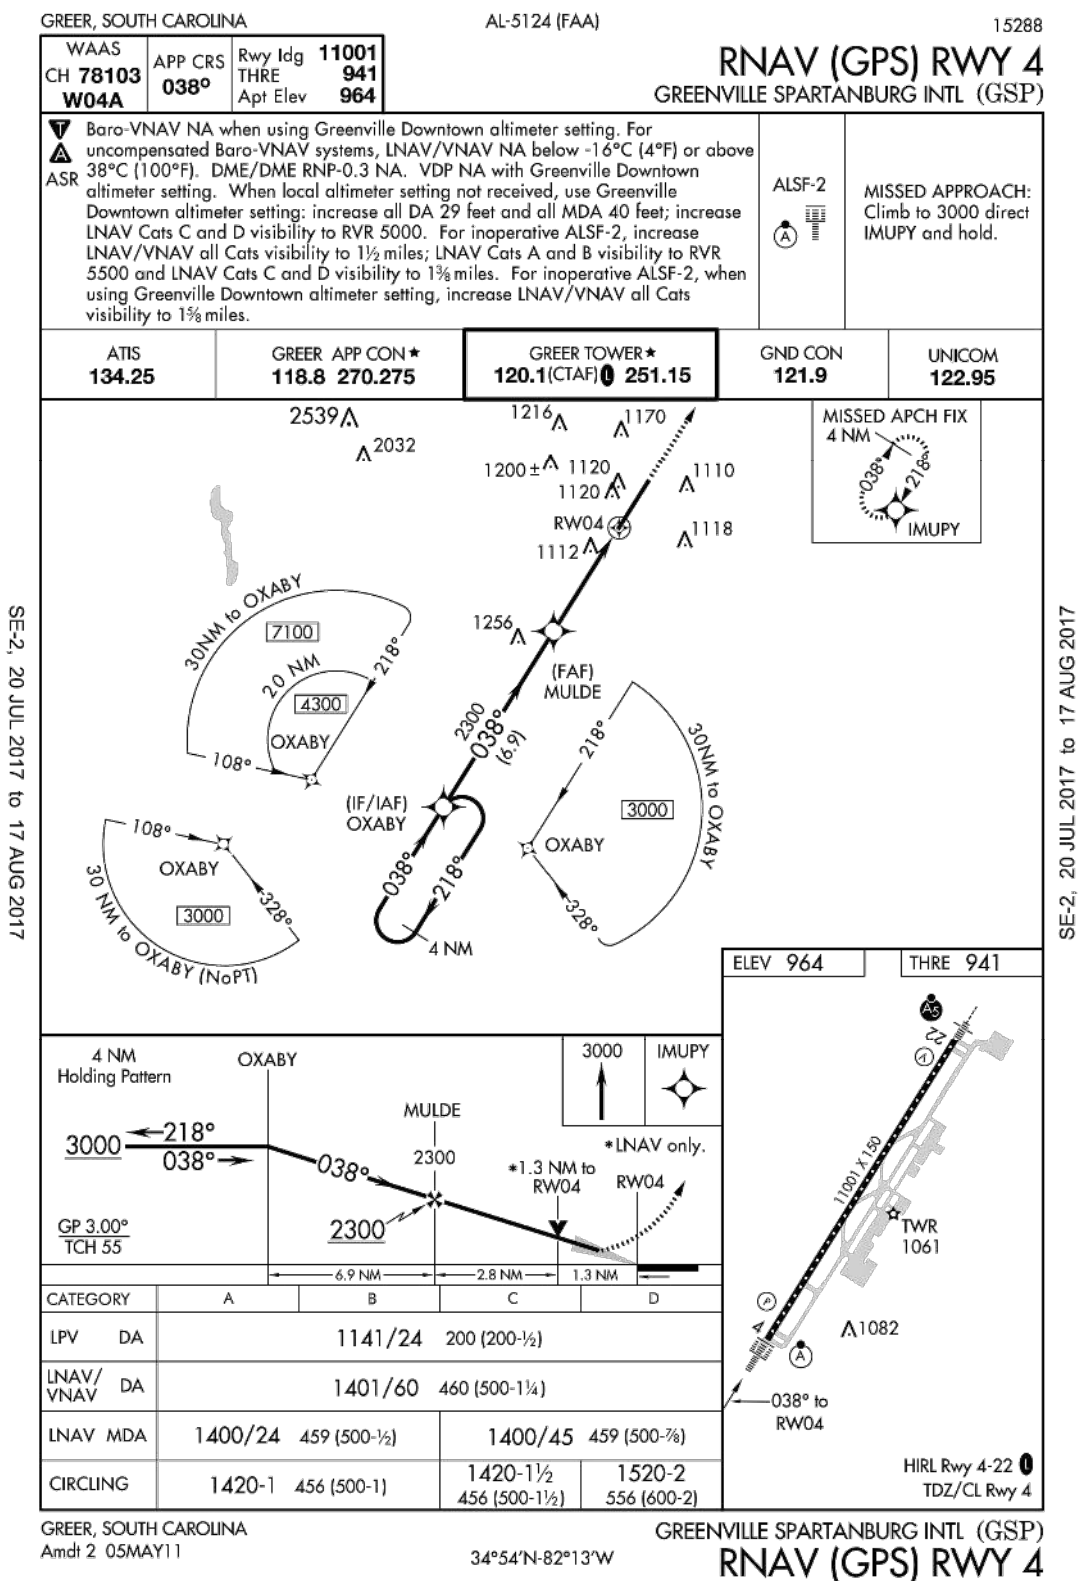 GREER, SOUTH CAROLINA
AL-5124 (FAA)
15288
WAAS
CH 78103
W04A
APP CRS
038°
Rwy ldg 11001
THRE 941
Apt Elev 964
RNAV (GPS) RWY 4
GREENVILLE SPARTANBURG INTL (GSP)
T
A
ASR
Baro-VNAV NA when using Greenville Downtown altimeter setting. For
uncompensated Baro-VNAV systems, LNAV/VNAV NA below -16°C (4°F) or above
38°C (100°F). DME/DME RNP-0.3 NA. VDP NA with Greenville Downtown
altimeter setting. When local altimeter setting not received, use Greenville
Downtown altimeter setting: increase all DA 29 feet and all MDA 40 feet; increase
LNAV Cats C and D visibility to RVR 5000. For inoperative ALSF-2, increase
LNAV/VNAV all Cats visibility to 1½ miles; LNAV Cats A and B visibility to RVR
5500 and LNAV Cats C and D visibility to 1⅜ miles. For inoperative ALSF-2, when
using Greenville Downtown altimeter setting, increase LNAV/VNAV all Cats
visibility to 1⅝ miles.
ALSF-2
A
MISSED APPROACH:
Climb to 3000 direct
IMUPY and hold.
ATIS
134.25
GREER APP CON★
118.8 270.275
GREER TOWER★
120.1(CTAF) L 251.15
GND CON
121.9
UNICOM
122.95
2539
2032
1216
1170
1200±
1120
1120
1110
1118
RW04
1112
1256
MISSED APCH FIX
4 NM
038°
218°
IMUPY
30NM to OXABY
7100
218°
20 NM
4300
OXABY
108°
(FAF)
MULDE
2300
038°
(6.9)
(IF/IAF)
OXABY
038°
218°
4 NM
218°
30NM to OXABY
3000
OXABY
328°
108°
OXABY
3000
328°
30 NM to OXABY (NoPT)
SE-2, 20 JUL 2017 to 17 AUG 2017
SE-2, 20 JUL 2017 to 17 AUG 2017
ELEV 964
THRE 941
A5
22
V
11001 X 150
TWR
1061
P
4
A
1082
038° to
RW04
HIRL Rwy 4-22 L
TDZ/CL Rwy 4
4 NM
Holding Pattern
OXABY
3000
218°
038°
038°
MULDE
2300
2300
3000
IMUPY
*LNAV only.
*1.3 NM to
RW04
RW04
GP 3.00°
TCH 55
6.9 NM
2.8 NM
1.3 NM
CATEGORY A B C D
LPV DA 1141/24 200 (200-½)
LNAV/
VNAV DA 1401/60 460 (500-1¼)
LNAV MDA 1400/24 459 (500-½) 1400/45 459 (500-⅞)
CIRCLING 1420-1 456 (500-1)
1420-1½
456 (500-1½)
1520-2
556 (600-2)
GREER, SOUTH CAROLINA
Amdt 2 05MAY11
34°54'N-82°13'W
GREENVILLE SPARTANBURG INTL (GSP)
RNAV (GPS) RWY 4